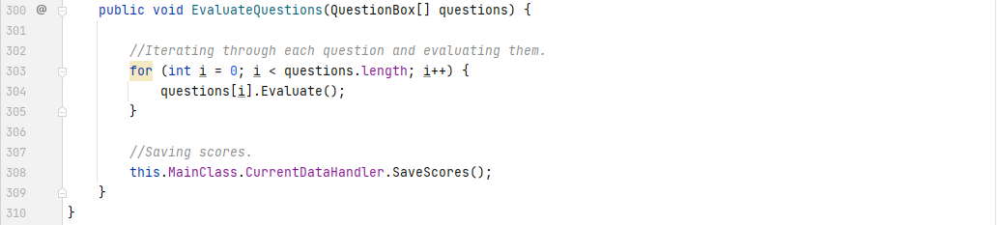 300 @ public void EvaluateQuestions(QuestionBox[] questions) {
301
302 //Iterating through each question and evaluating them.
303 for (int i = 0; i < questions.length; i++) {
304 questions[i].Evaluate();
305 }
306
307 //Saving scores.
308 this.MainClass.CurrentDataHandler.SaveScores();
309 }
310 }